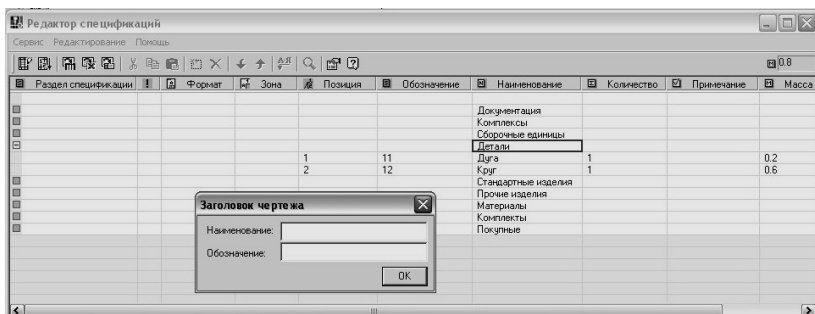 Редактор спецификаций
Сервис Редактирование Помощь
0.8
Раздел спецификации Формат Зона Позиция Обозначение Наименование Количество Примечание Масса
Документация
Комплексы
Сборочные единицы
Детали
1 11 Дуга 1 0.2
2 12 Круг 1 0.6
Стандартные изделия
Прочие изделия
Материалы
Комплекты
Покупные
Заголовок чертежа
Наименование:
Обозначение:
OK